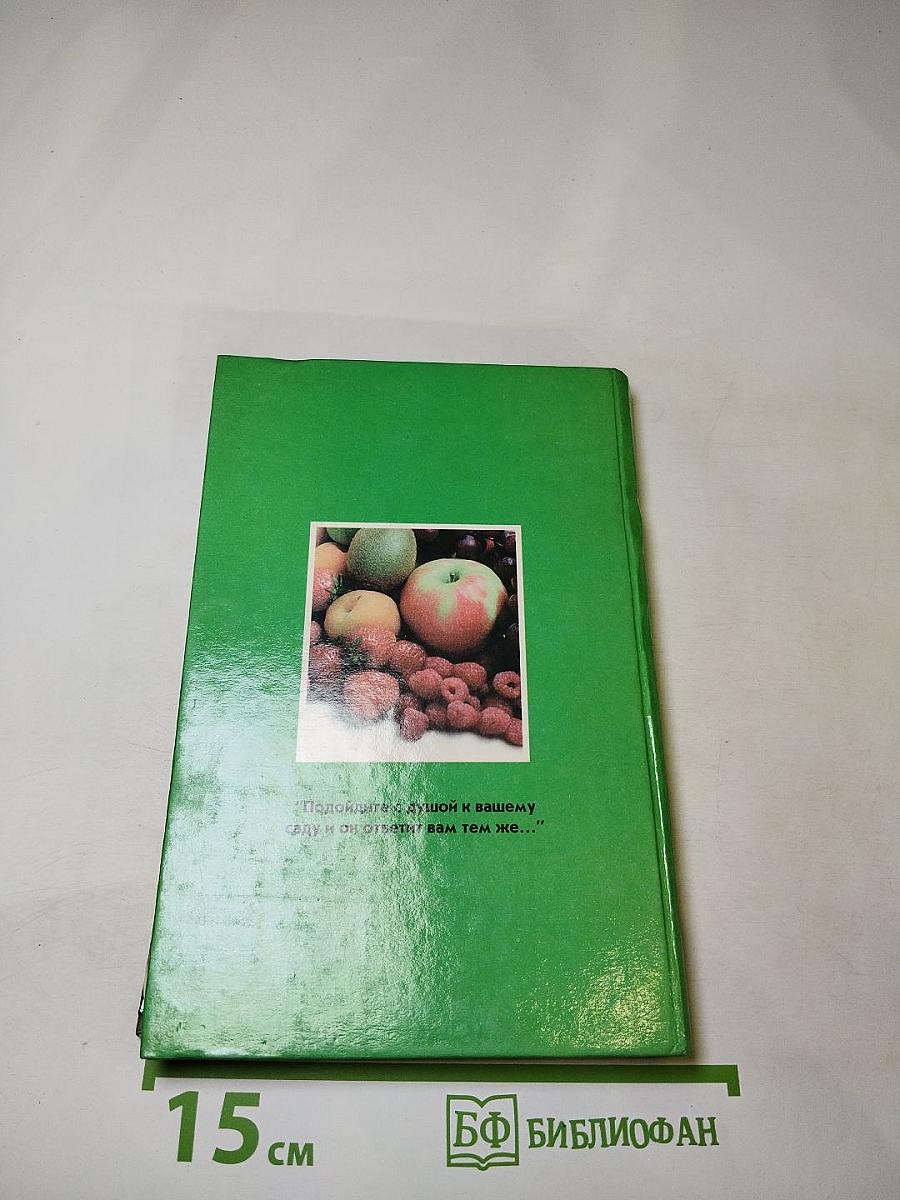 "Подойдите с душой к вашему
саду и он ответит вам тем же..."
15 см
БФ БИБЛИОФАН